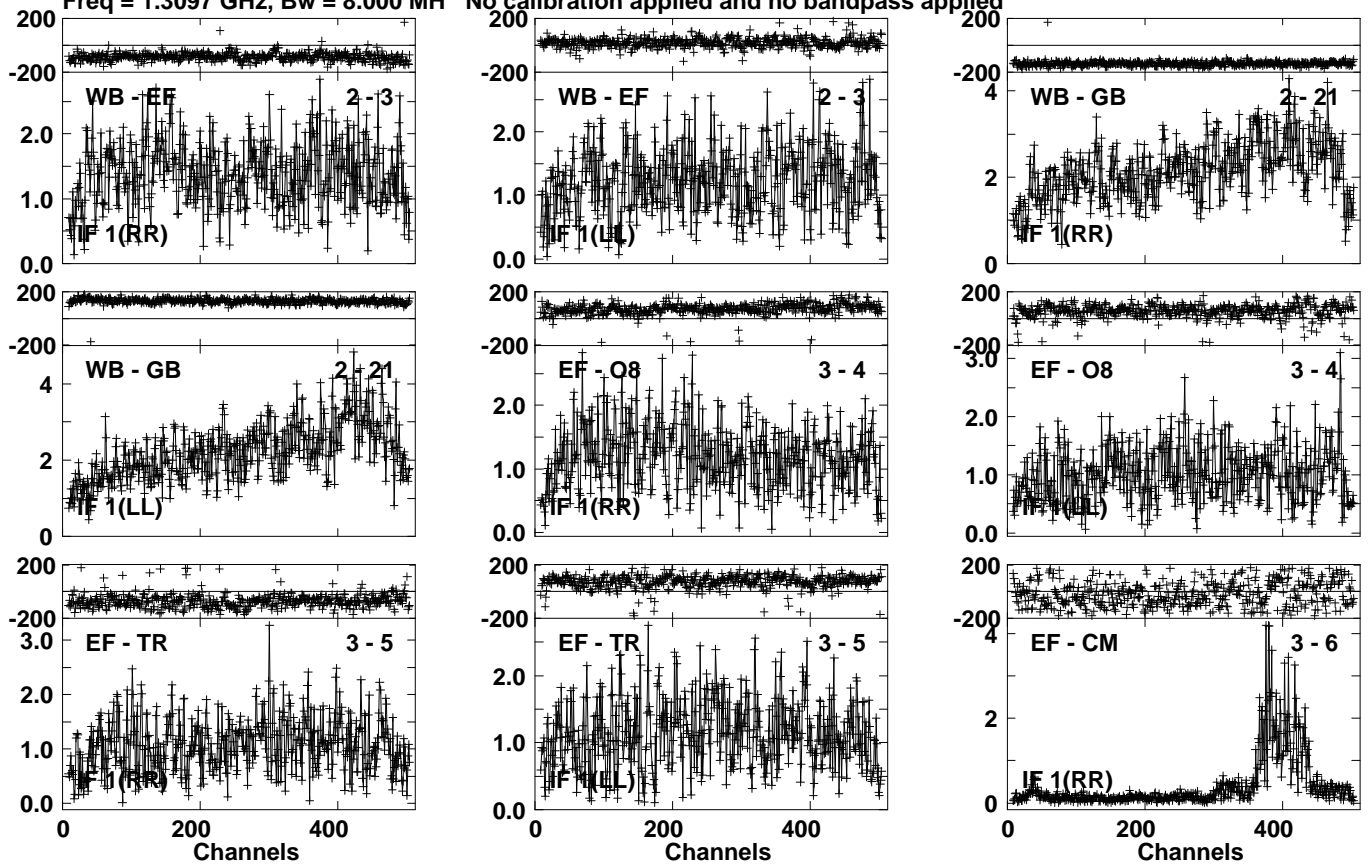 Freq = 1.3097 GHz, Bw = 8.000 MH No calibration applied and no bandpass applied
200
-200
WB - EF 2 - 3
2.0
1.0
IF 1(RR)
0.0
WB - EF 2 - 3
2.0
1.0
IF 1(LL)
0.0
200
-200
4
WB - GB 2 - 21
2
IF 1(RR)
0
200
-200
WB - GB 2 - 21
4
2
IF 1(LL)
0
200
-200
EF - O8 3 - 4
2.0
1.0
IF 1(RR)
0.0
200
-200
3.0
EF - O8 3 - 4
2.0
1.0
IF 1(LL)
0.0
200
-200
3.0
EF - TR 3 - 5
2.0
1.0
IF 1(RR)
0.0
0 200 400
Channels
200
-200
EF - TR 3 - 5
2.0
1.0
IF 1(LL)
0.0
0 200 400
Channels
200
-200
4
EF - CM 3 - 6
2
IF 1(RR)
0
0 200 400
Channels